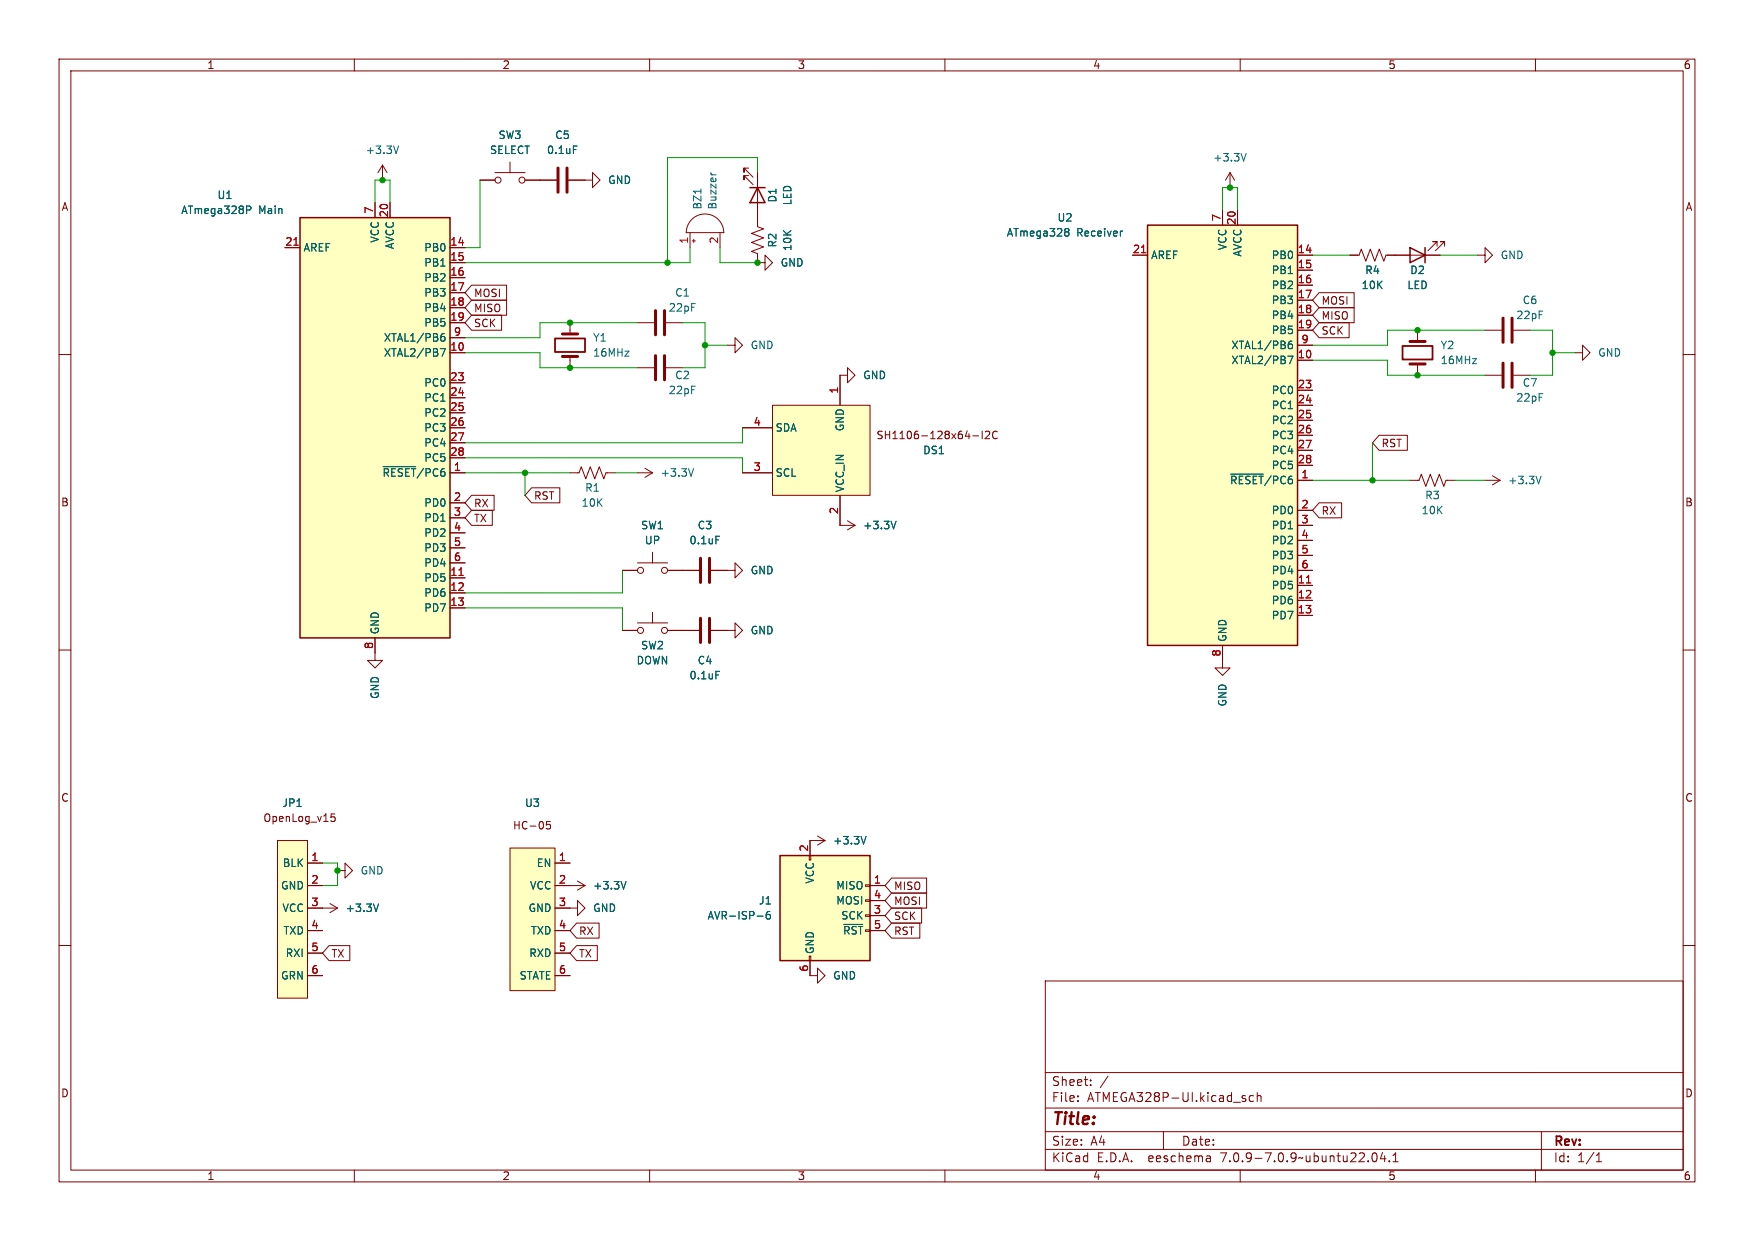 1 2 3 4 5 6
A
B
C
D
SW3
SELECT
C5
0.1uF
GND
+3.3V
U1
ATmega328P Main
7
VCC
20
AVCC
21
AREF
PB0 14
PB1 15
PB2 16
PB3 17 MOSI
PB4 18 MISO
PB5 19 SCK
XTAL1/PB6 9
XTAL2/PB7 10
PC0 23
PC1 24
PC2 25
PC3 26
PC4 27
PC5 28
RESET/PC6 1
PD0 2 RX
PD1 3 TX
PD2 4
PD3 5
PD4 6
PD5 11
PD6 12
PD7 13
GND
8
GND
BZ1
Buzzer
1
+
2
D1
LED
R2
10K
GND
C1
22pF
Y1
16MHz
C2
22pF
GND
GND
1
GND
4 SDA
3 SCL
VCC_IN
2
+3.3V
SH1106-128x64-I2C
DS1
RST
R1
10K
+3.3V
SW1
UP
C3
0.1uF
GND
SW2
DOWN
C4
0.1uF
GND
+3.3V
U2
ATmega328 Receiver
7
VCC
20
AVCC
21
AREF
PB0 14
PB1 15
PB2 16
PB3 17 MOSI
PB4 18 MISO
PB5 19 SCK
XTAL1/PB6 9
XTAL2/PB7 10
PC0 23
PC1 24
PC2 25
PC3 26
PC4 27
PC5 28
RESET/PC6 1
PD0 2 RX
PD1 3
PD2 4
PD3 5
PD4 6
PD5 11
PD6 12
PD7 13
GND
8
GND
R4
10K
D2
LED
GND
C6
22pF
Y2
16MHz
C7
22pF
GND
RST
R3
10K
+3.3V
JP1
OpenLog_v15
BLK 1
GND 2
GND
VCC 3 +3.3V
TXD 4
RXI 5 TX
GRN 6
U3
HC-05
EN 1
VCC 2 +3.3V
GND 3 GND
TXD 4 RX
RXD 5 TX
STATE 6
J1
AVR-ISP-6
2 +3.3V
VCC
MISO 1 MISO
MOSI 4 MOSI
SCK 3 SCK
RST 5 RST
GND
6 GND
Sheet: /
File: ATMEGA328P-UI.kicad_sch
Title:
Size: A4 Date: Rev:
KiCad E.D.A. eeschema 7.0.9-7.0.9~ubuntu22.04.1 Id: 1/1
A
B
C
D
1 2 3 4 5 6